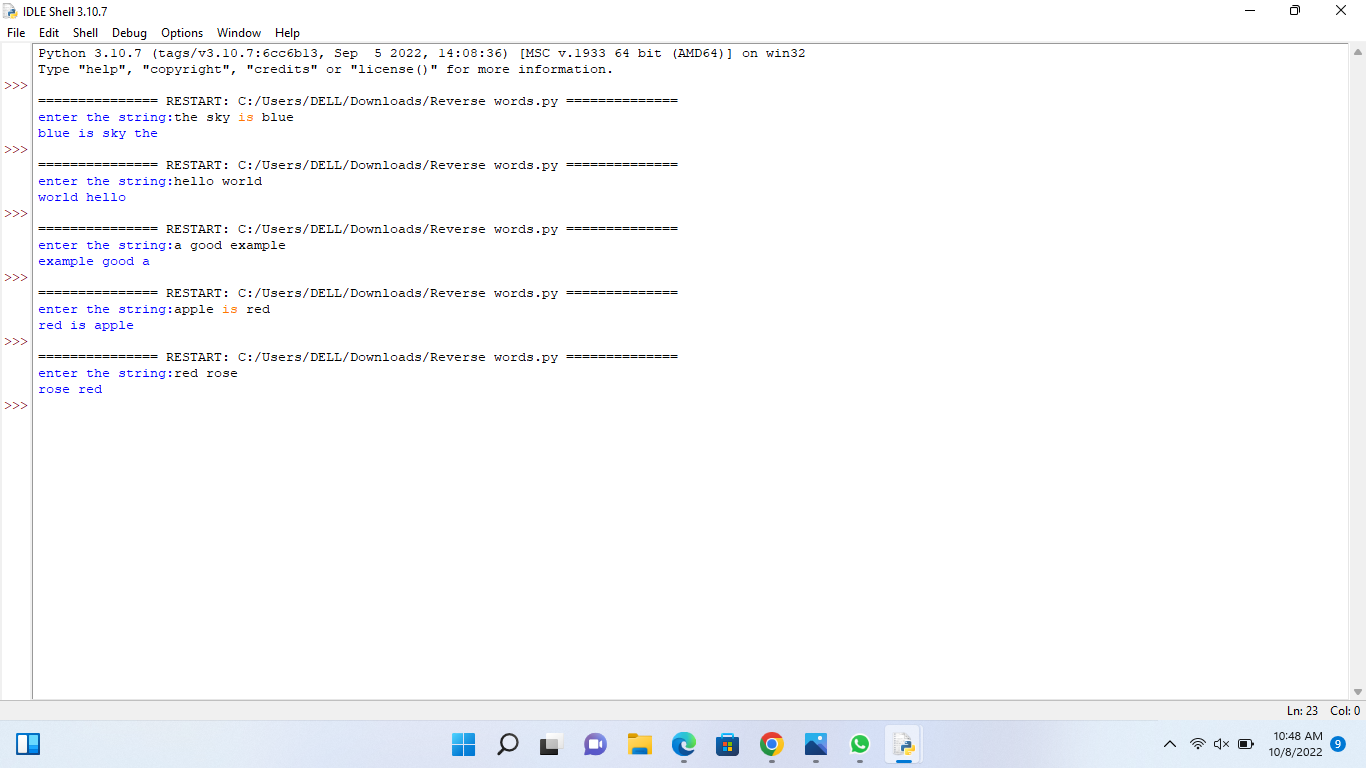 IDLE Shell 3.10.7
File Edit Shell Debug Options Window Help
Python 3.10.7 (tags/v3.10.7:6cc6b13, Sep  5 2022, 14:08:36) [MSC v.1933 64 bit (AMD64)] on win32
Type "help", "copyright", "credits" or "license()" for more information.
>>>
=============== RESTART: C:/Users/DELL/Downloads/Reverse words.py ==============
enter the string:the sky is blue
blue is sky the
>>>
=============== RESTART: C:/Users/DELL/Downloads/Reverse words.py ==============
enter the string:hello world
world hello
>>>
=============== RESTART: C:/Users/DELL/Downloads/Reverse words.py ==============
enter the string:a good example
example good a
>>>
=============== RESTART: C:/Users/DELL/Downloads/Reverse words.py ==============
enter the string:apple is red
red is apple
>>>
=============== RESTART: C:/Users/DELL/Downloads/Reverse words.py ==============
enter the string:red rose
rose red
>>>
Ln: 23 Col: 0
10:48 AM
10/8/2022 9